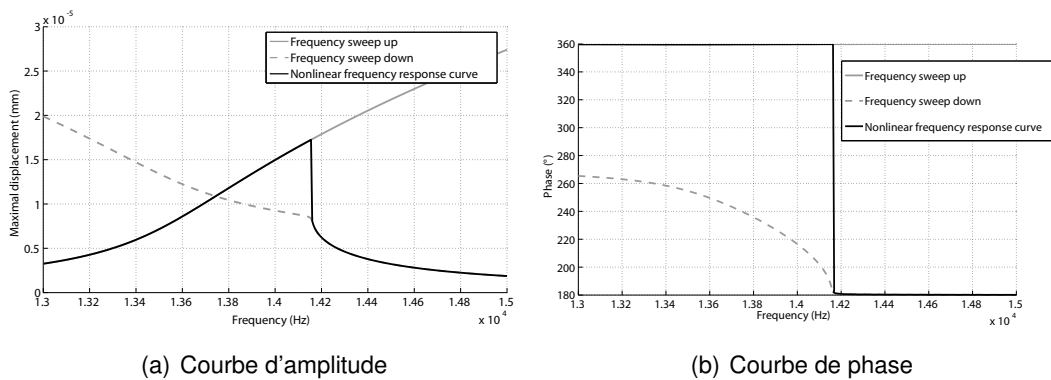 x 10 -5
3
2.5
2
1.5
1
0.5
0
Maximal displacement (mm)
Frequency sweep up
Frequency sweep down
Nonlinear frequency response curve
1.3 1.32 1.34 1.36 1.38 1.4 1.42 1.44 1.46 1.48 1.5
Frequency (Hz)
x 10 4
(a) Courbe d'amplitude
360
340
320
300
280
260
240
220
200
180
Phase (°)
Frequency sweep up
Frequency sweep down
Nonlinear frequency response curve
1.3 1.32 1.34 1.36 1.38 1.4 1.42 1.44 1.46 1.48 1.5
Frequency (Hz)
x 10 4
(b) Courbe de phase